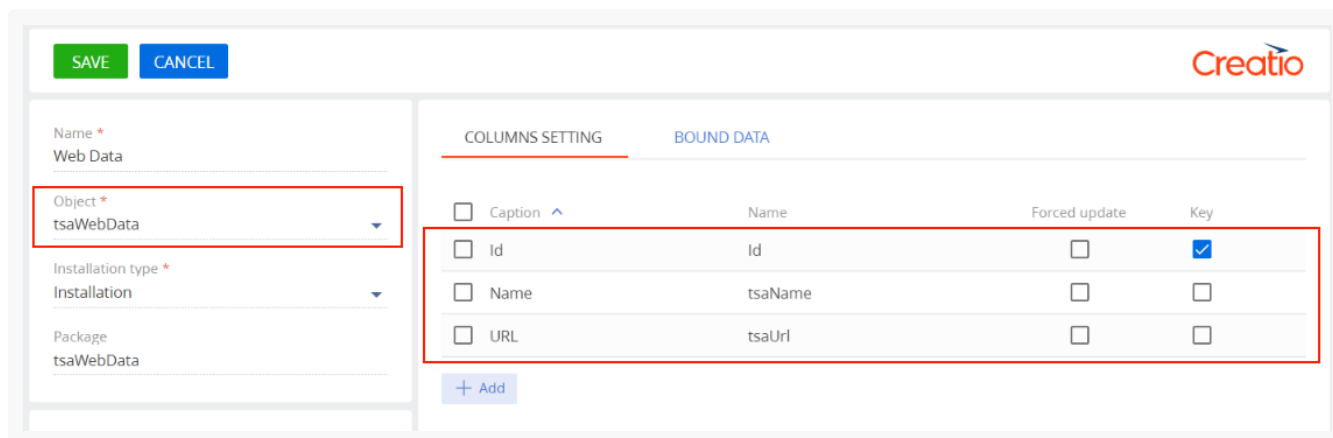 SAVE CANCEL Creatio
Name *
Web Data
Object *
tsaWebData
Installation type *
Installation
Package
tsaWebData
COLUMNS SETTING BOUND DATA
Caption Name Forced update Key
Id Id
Name tsaName
URL tsaUrl
+ Add